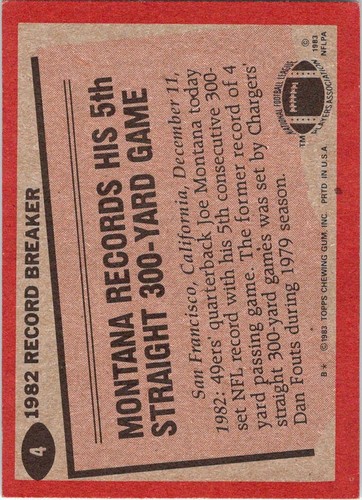 4
1982 RECORD BREAKER
MONTANA RECORDS HIS 5th
STRAIGHT 300-YARD GAME
San Francisco, California, December 11,
1982: 49ers' quarterback Joe Montana today
set NFL record with his 5th consecutive 300-
yard passing game. The former record of 4
straight 300-yard games was set by Chargers'
Dan Fouts during 1979 season.
B* © 1983 TOPPS CHEWING GUM, INC. PRTD IN U.S.A.
NATIONAL FOOTBALL LEAGUE
PLAYERS ASSOCIATION
TM
© 1983
NFLPA